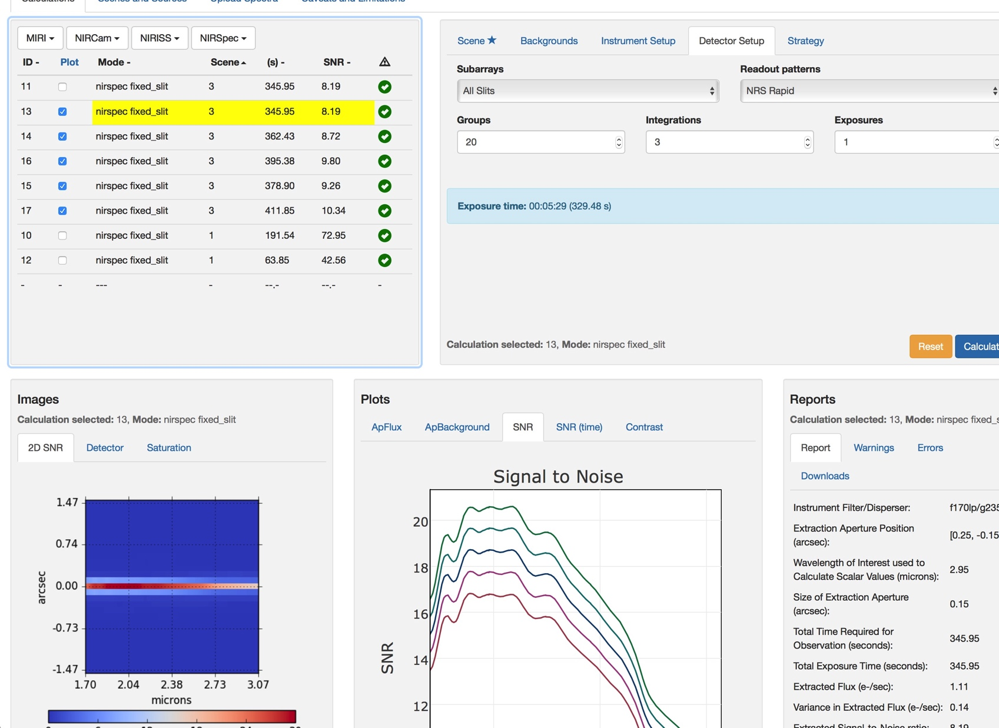 Calculations Scenes and Sources Upload Spectra Caveats and Limitations
MIRI NIRCam NIRISS NIRSpec
ID - Plot Mode - Scene (s) - SNR -
11 nirspec fixed_slit 3 345.95 8.19
13 nirspec fixed_slit 3 345.95 8.19
14 nirspec fixed_slit 3 362.43 8.72
16 nirspec fixed_slit 3 395.38 9.80
15 nirspec fixed_slit 3 378.90 9.26
17 nirspec fixed_slit 3 411.85 10.34
10 nirspec fixed_slit 1 191.54 72.95
12 nirspec fixed_slit 1 63.85 42.56
- - --- - --.- --.- -
Scene ★ Backgrounds Instrument Setup Detector Setup Strategy
Subarrays Readout patterns
All Slits NRS Rapid
Groups Integrations Exposures
20 3 1
Exposure time: 00:05:29 (329.48 s)
Calculation selected: 13, Mode: nirspec fixed_slit
Reset Calculat
Images
Calculation selected: 13, Mode: nirspec fixed_slit
2D SNR Detector Saturation
1.47
0.74
0.00
-0.73
-1.47
arcsec
1.70 2.04 2.38 2.73 3.07
microns
Plots
ApFlux ApBackground SNR SNR (time) Contrast
Signal to Noise
20
18
16
14
12
SNR
Reports
Calculation selected: 13, Mode: nirspec fixed_s
Report Warnings Errors
Downloads
Instrument Filter/Disperser: f170lp/g235
Extraction Aperture Position
(arcsec): [0.25, -0.15
Wavelength of Interest used to
Calculate Scalar Values (microns): 2.95
Size of Extraction Aperture
(arcsec): 0.15
Total Time Required for
Observation (seconds): 345.95
Total Exposure Time (seconds): 345.95
Extracted Flux (e-/sec): 1.11
Variance in Extracted Flux (e-/sec): 0.14
Extracted Signal-to-Noise ratio: 8.19